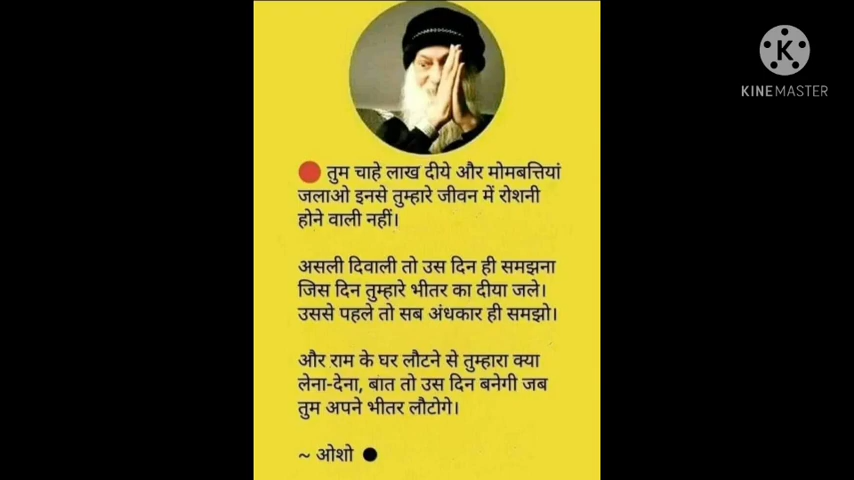 KINEMASTER
तुम चाहे लाख दीये और मोमबत्तियां
जलाओ इनसे तुम्हारे जीवन में रोशनी
होने वाली नहीं।
असली दिवाली तो उस दिन ही समझना
जिस दिन तुम्हारे भीतर का दीया जले।
उससे पहले तो सब अंधकार ही समझो।
और राम के घर लौटने से तुम्हारा क्या
लेना-देना, बात तो उस दिन बनेगी जब
तुम अपने भीतर लौटोगे।
~ ओशो